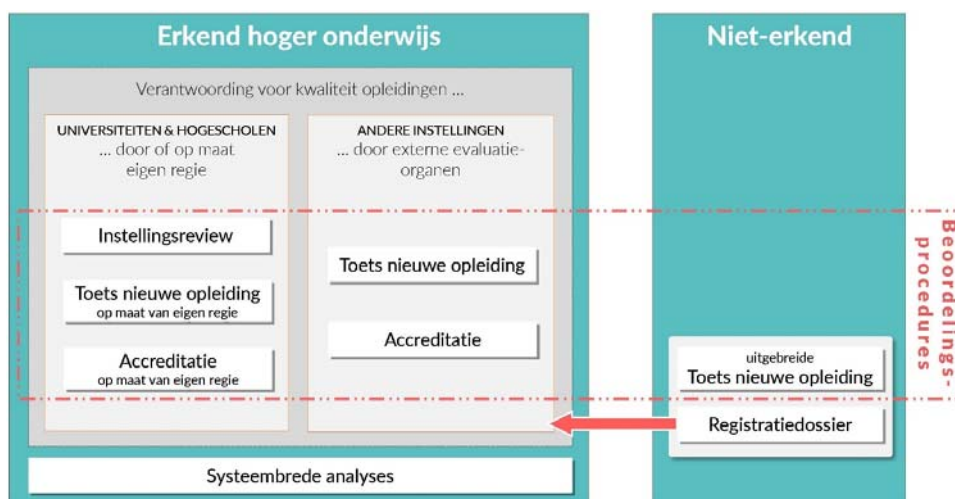 Erkend hoger onderwijs
Verantwoording voor kwaliteit opleidingen ...
UNIVERSITEITEN & HOGESCHOLEN
... door of op maat
eigen regie
Instellingsreview
Toets nieuwe opleiding
op maat van eigen regie
Accreditatie
op maat van eigen regie
ANDERE INSTELLINGEN
... door externe evaluatie-
organen
Toets nieuwe opleiding
Accreditatie
Systeembrede analyses
Niet-erkend
uitgebreide
Toets nieuwe opleiding
Registratiedossier
Beoordelings-
procedures